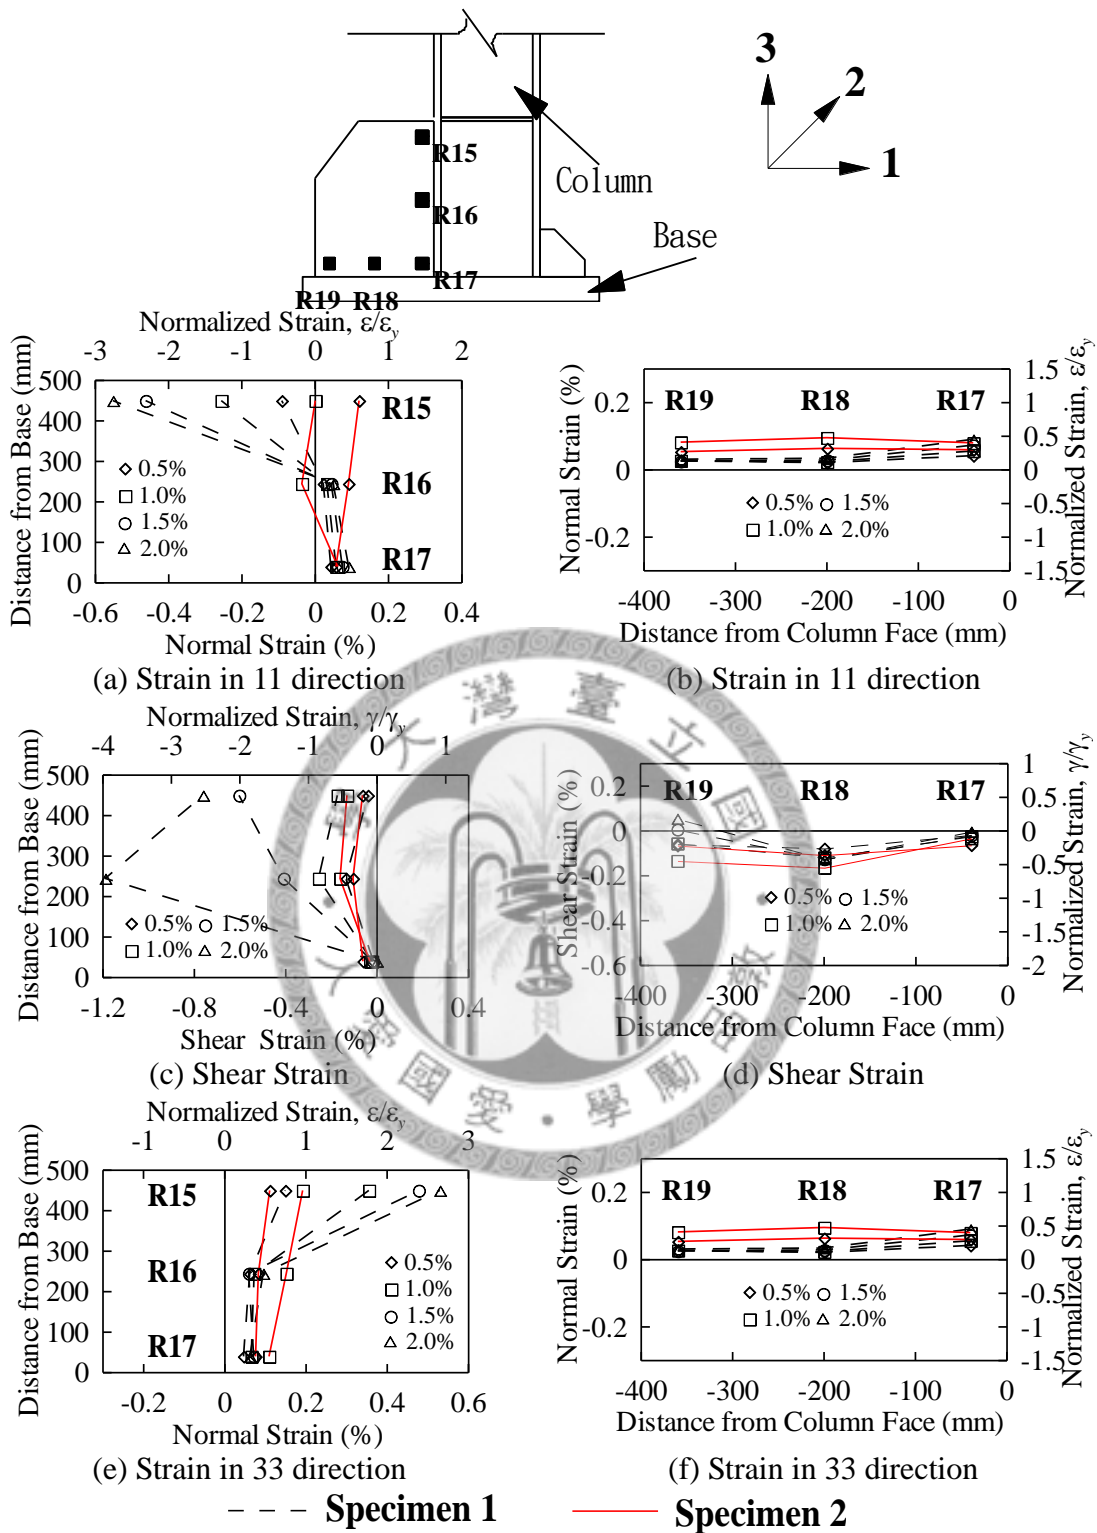 3
2
1
R15
R16
R17
R18
R19
Column
Base
Normalized Strain, ε/εy
-3 -2 -1 0 1 2
Distance from Base (mm)
500
400
300
200
100
0
R15
R16
R17
0.5%
1.0%
1.5%
2.0%
-0.6 -0.4 -0.2 0 0.2 0.4
Normal Strain (%)
(a) Strain in 11 direction
Normal Strain (%)
0.2
0
-0.2
R19 R18 R17
0.5% 1.5%
1.0% 2.0%
1.5
1
0.5
0
-0.5
-1
-1.5
Normalized Strain, ε/εy
-400 -300 -200 -100 0
Distance from Column Face (mm)
(b) Strain in 11 direction
Normalized Strain, γ/γy
-4 -3 -2 -1 0 1
Distance from Base (mm)
500
400
300
200
100
0
0.5% 1.5%
1.0% 2.0%
-1.2 -0.8 -0.4 0 0.4
Shear Strain (%)
(c) Shear Strain
Shear Strain (%)
0.2
0
-0.2
-0.4
-0.6
R19 R18 R17
0.5% 1.5%
1.0% 2.0%
1
0.5
0
-0.5
-1
-1.5
-2
Normalized Strain, γ/γy
-400 -300 -200 -100 0
Distance from Column Face (mm)
(d) Shear Strain
Normalized Strain, ε/εy
-1 0 1 2 3
Distance from Base (mm)
500
400
300
200
100
0
R15
R16
R17
0.5%
1.0%
1.5%
2.0%
-0.2 0 0.2 0.4 0.6
Normal Strain (%)
(e) Strain in 33 direction
Normal Strain (%)
0.2
0
-0.2
R19 R18 R17
0.5% 1.5%
1.0% 2.0%
1.5
1
0.5
0
-0.5
-1
-1.5
Normalized Strain, ε/εy
-400 -300 -200 -100 0
Distance from Column Face (mm)
(f) Strain in 33 direction
Specimen 1 Specimen 2